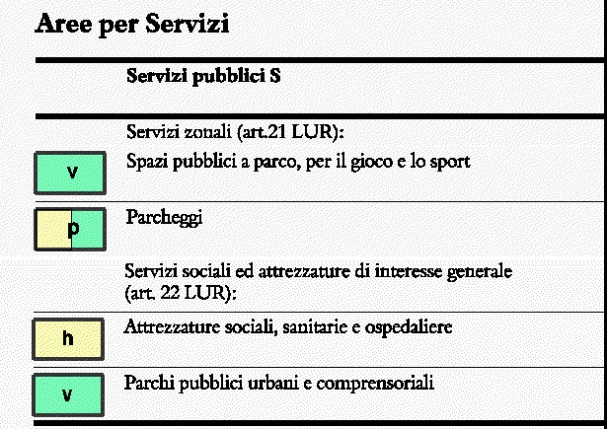 Aree per Servizi
Servizi pubblici S
Servizi zonali (art.21 LUR):
v
Spazi pubblici a parco, per il gioco e lo sport
p
Parcheggi
Servizi sociali ed attrezzature di interesse generale
(art. 22 LUR):
h
Attrezzature sociali, sanitarie e ospedaliere
v
Parchi pubblici urbani e comprensoriali